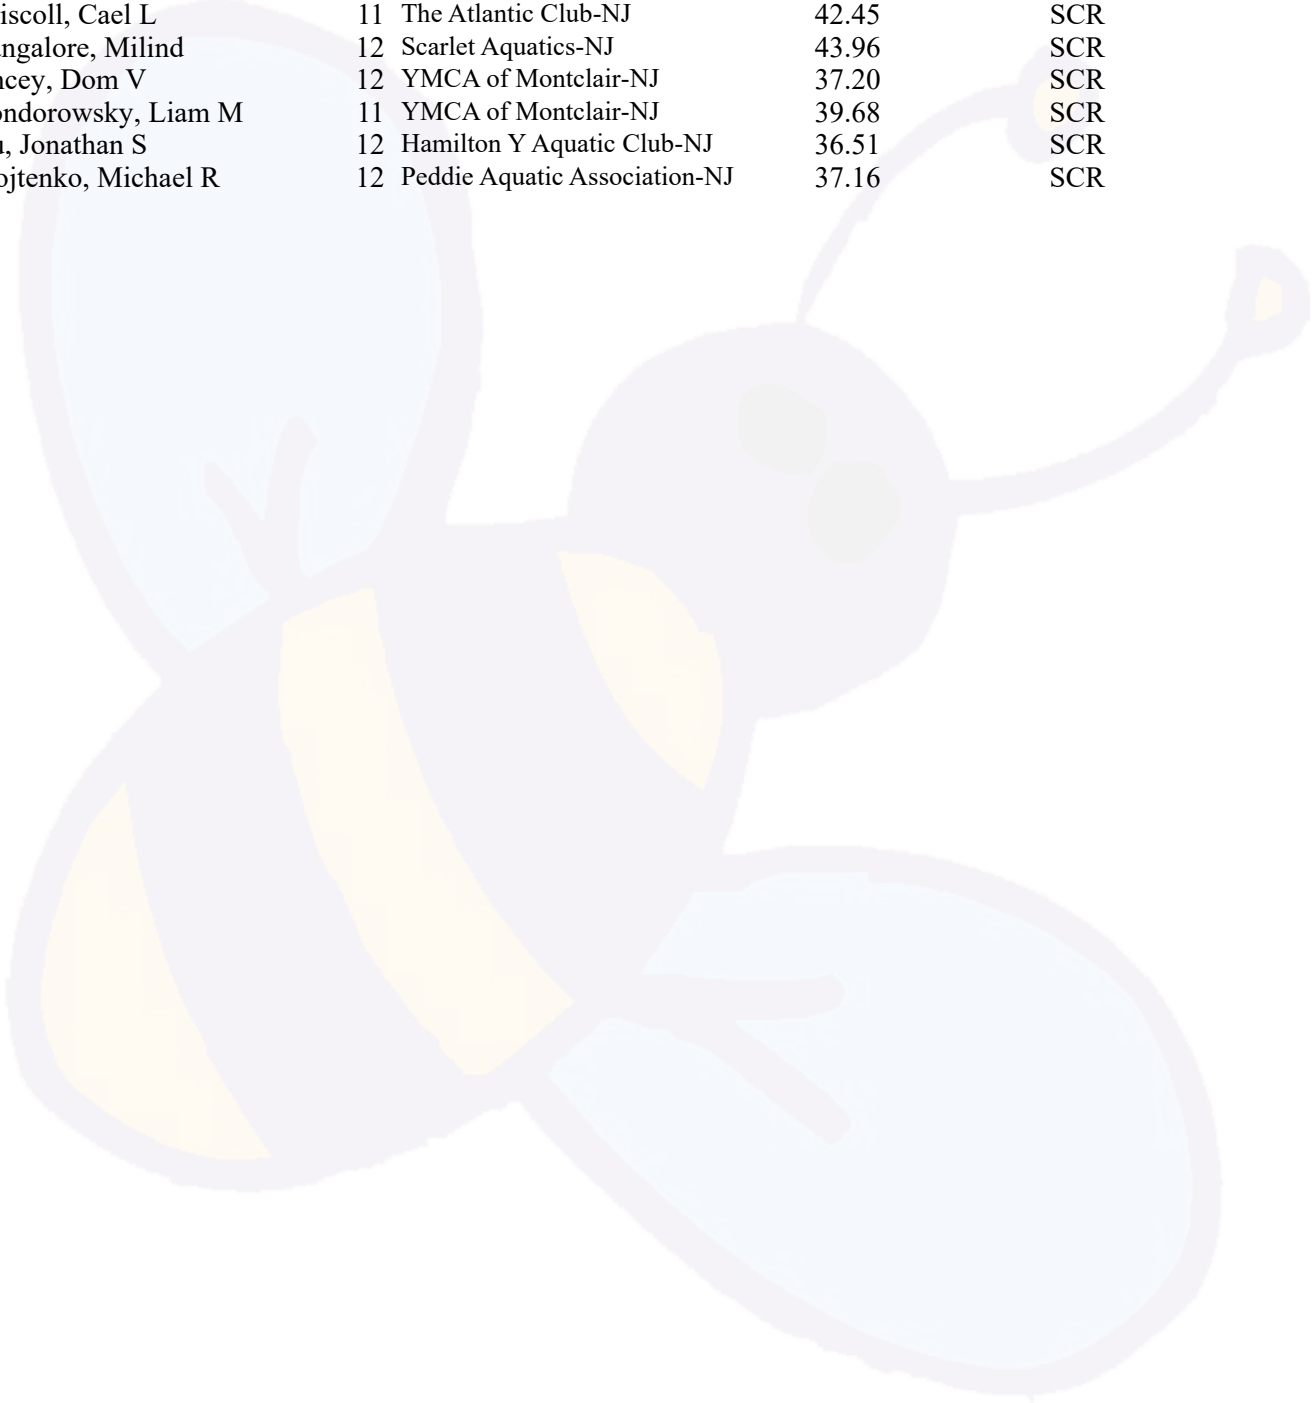 iscoll, Cael L 11 The Atlantic Club-NJ 42.45 SCR
ngalore, Milind 12 Scarlet Aquatics-NJ 43.96 SCR
ncey, Dom V 12 YMCA of Montclair-NJ 37.20 SCR
ondorowsky, Liam M 11 YMCA of Montclair-NJ 39.68 SCR
, Jonathan S 12 Hamilton Y Aquatic Club-NJ 36.51 SCR
ojtenko, Michael R 12 Peddie Aquatic Association-NJ 37.16 SCR